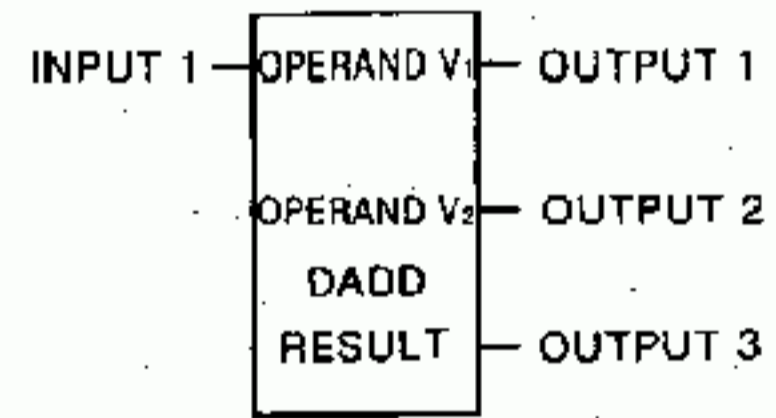 INPUT 1 OPERAND V1 OUTPUT 1
OPERAND V2 OUTPUT 2
DADD
RESULT OUTPUT 3